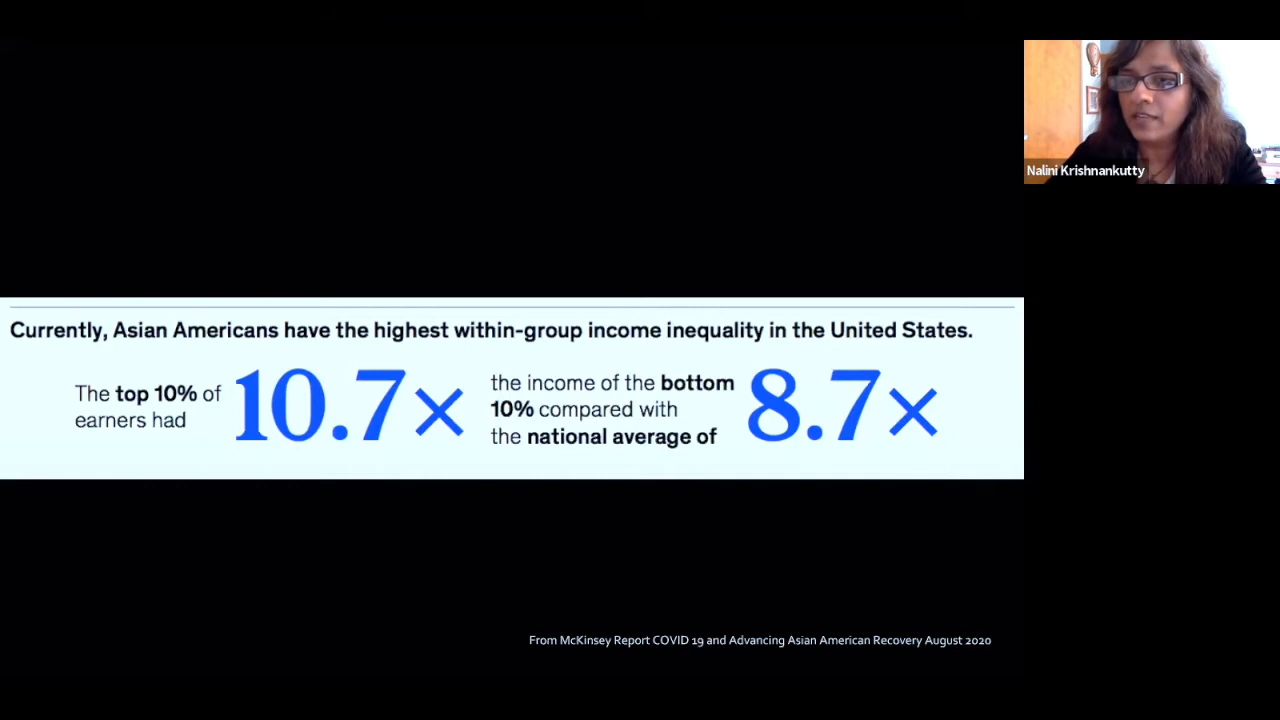 Nalini Krishnankutty
Currently, Asian Americans have the highest within-group income inequality in the United States.
The top 10% of
earners had
10.7×
the income of the bottom
10% compared with
the national average of
8.7×
From McKinsey Report COVID 19 and Advancing Asian American Recovery August 2020